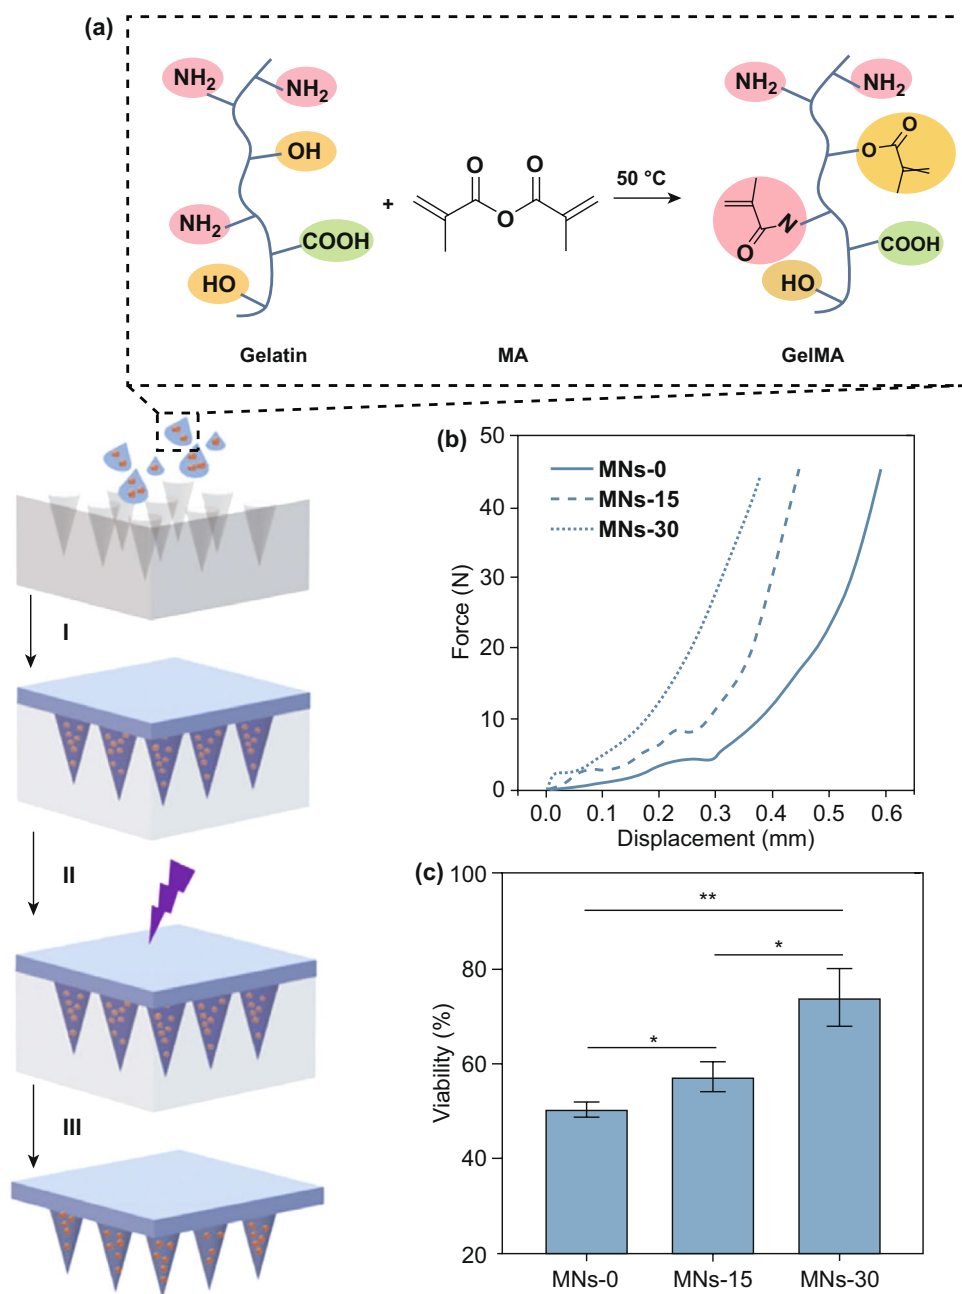 (a)
NH₂
NH₂
OH
NH₂
COOH
HO
Gelatin
+
O
O
O
MA
50 °C
NH₂
NH₂
O
O
N
O
COOH
HO
GelMA
I
II
III
(b)
MNs-0
MNs-15
MNs-30
Force (N)
50
40
30
20
10
0
0.0 0.1 0.2 0.3 0.4 0.5 0.6
Displacement (mm)
(c)
Viability (%)
100
80
60
40
20
**
*
*
MNs-0 MNs-15 MNs-30